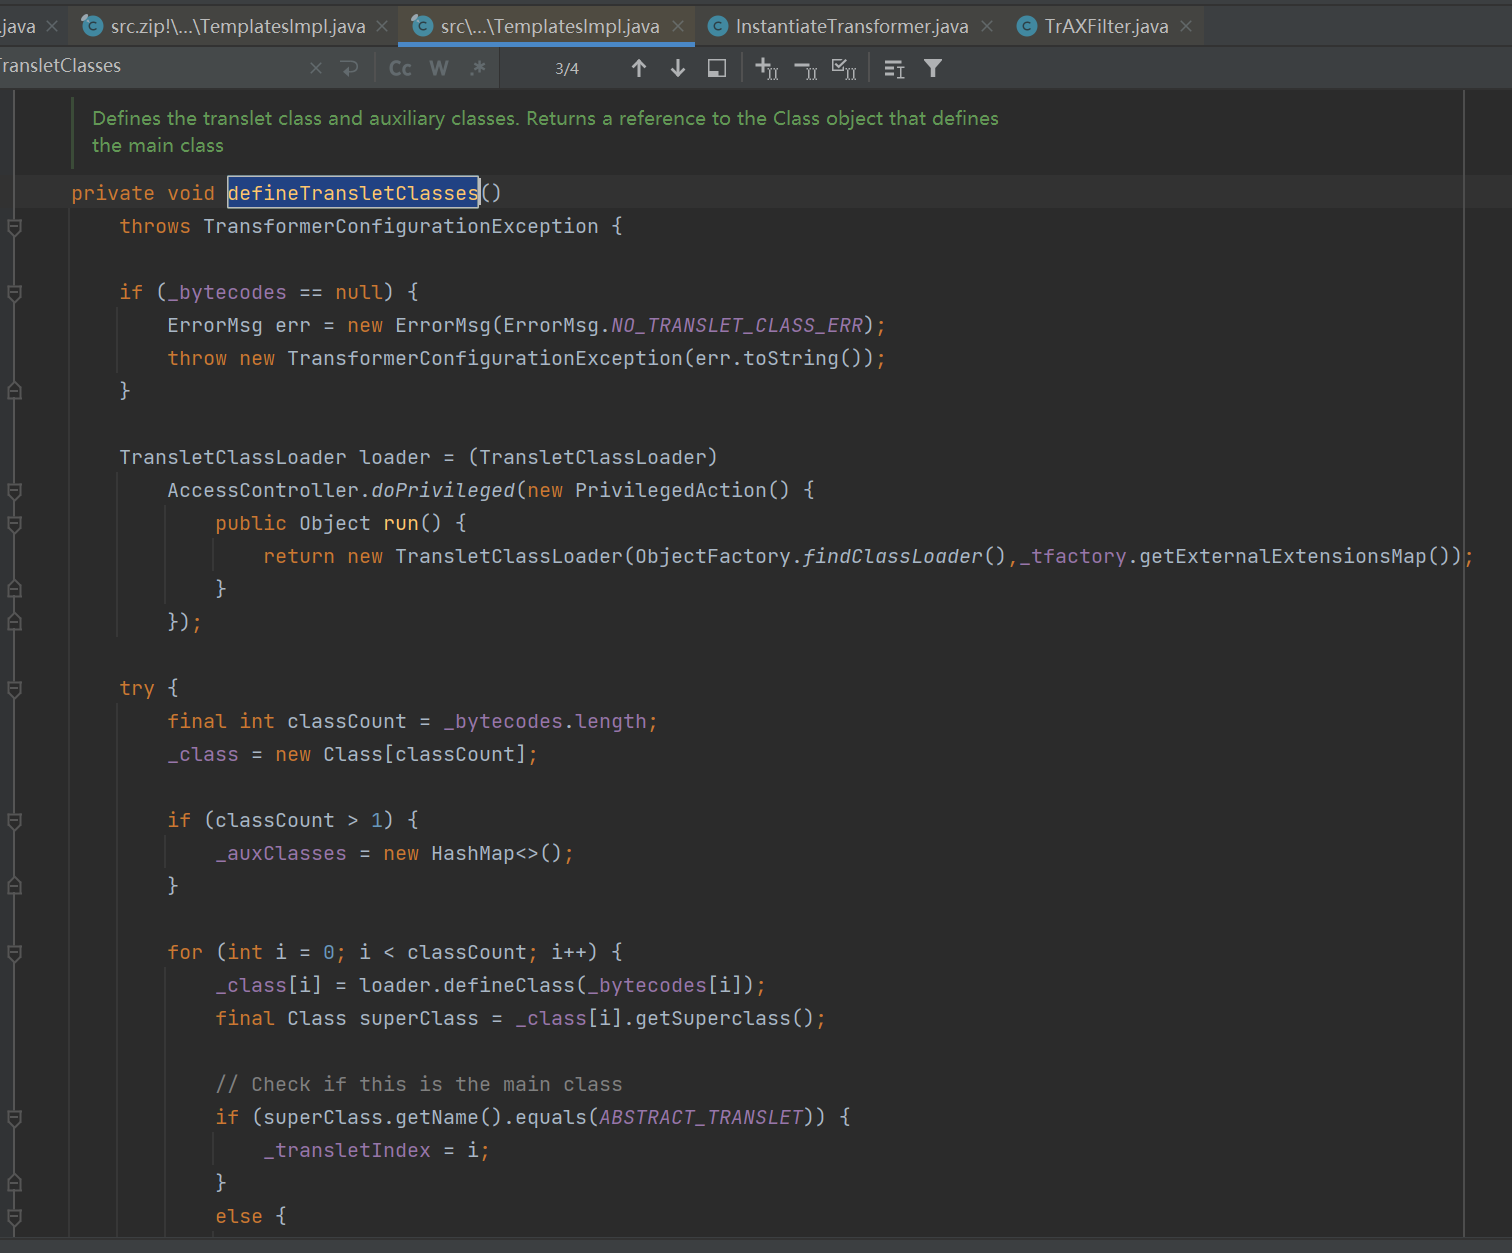 .java
src.zip!\...\TemplatesImpl.java
src\...\TemplatesImpl.java
InstantiateTransformer.java
TrAXFilter.java
ransletClasses
Cc
W
.*
3/4
Defines the translet class and auxiliary classes. Returns a reference to the Class object that defines
the main class
private void defineTransletClasses()
throws TransformerConfigurationException {
if (_bytecodes == null) {
ErrorMsg err = new ErrorMsg(ErrorMsg.NO_TRANSLET_CLASS_ERR);
throw new TransformerConfigurationException(err.toString());
}
TransletClassLoader loader = (TransletClassLoader)
AccessController.doPrivileged(new PrivilegedAction() {
public Object run() {
return new TransletClassLoader(ObjectFactory.findClassLoader(),_tfactory.getExternalExtensionsMap());
}
});
try {
final int classCount = _bytecodes.length;
_class = new Class[classCount];
if (classCount > 1) {
_auxClasses = new HashMap<>();
}
for (int i = 0; i < classCount; i++) {
_class[i] = loader.defineClass(_bytecodes[i]);
final Class superClass = _class[i].getSuperclass();
// Check if this is the main class
if (superClass.getName().equals(ABSTRACT_TRANSLET)) {
_transletIndex = i;
}
else {